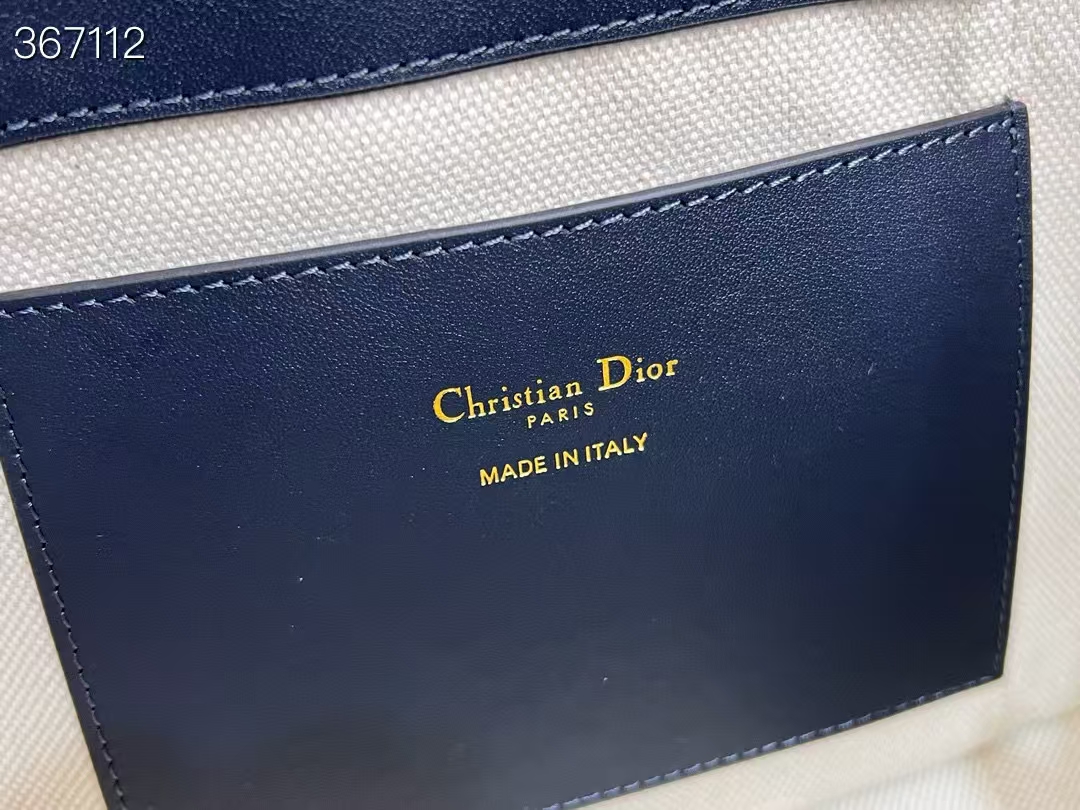 367112
Christian Dior
PARIS
MADE IN ITALY